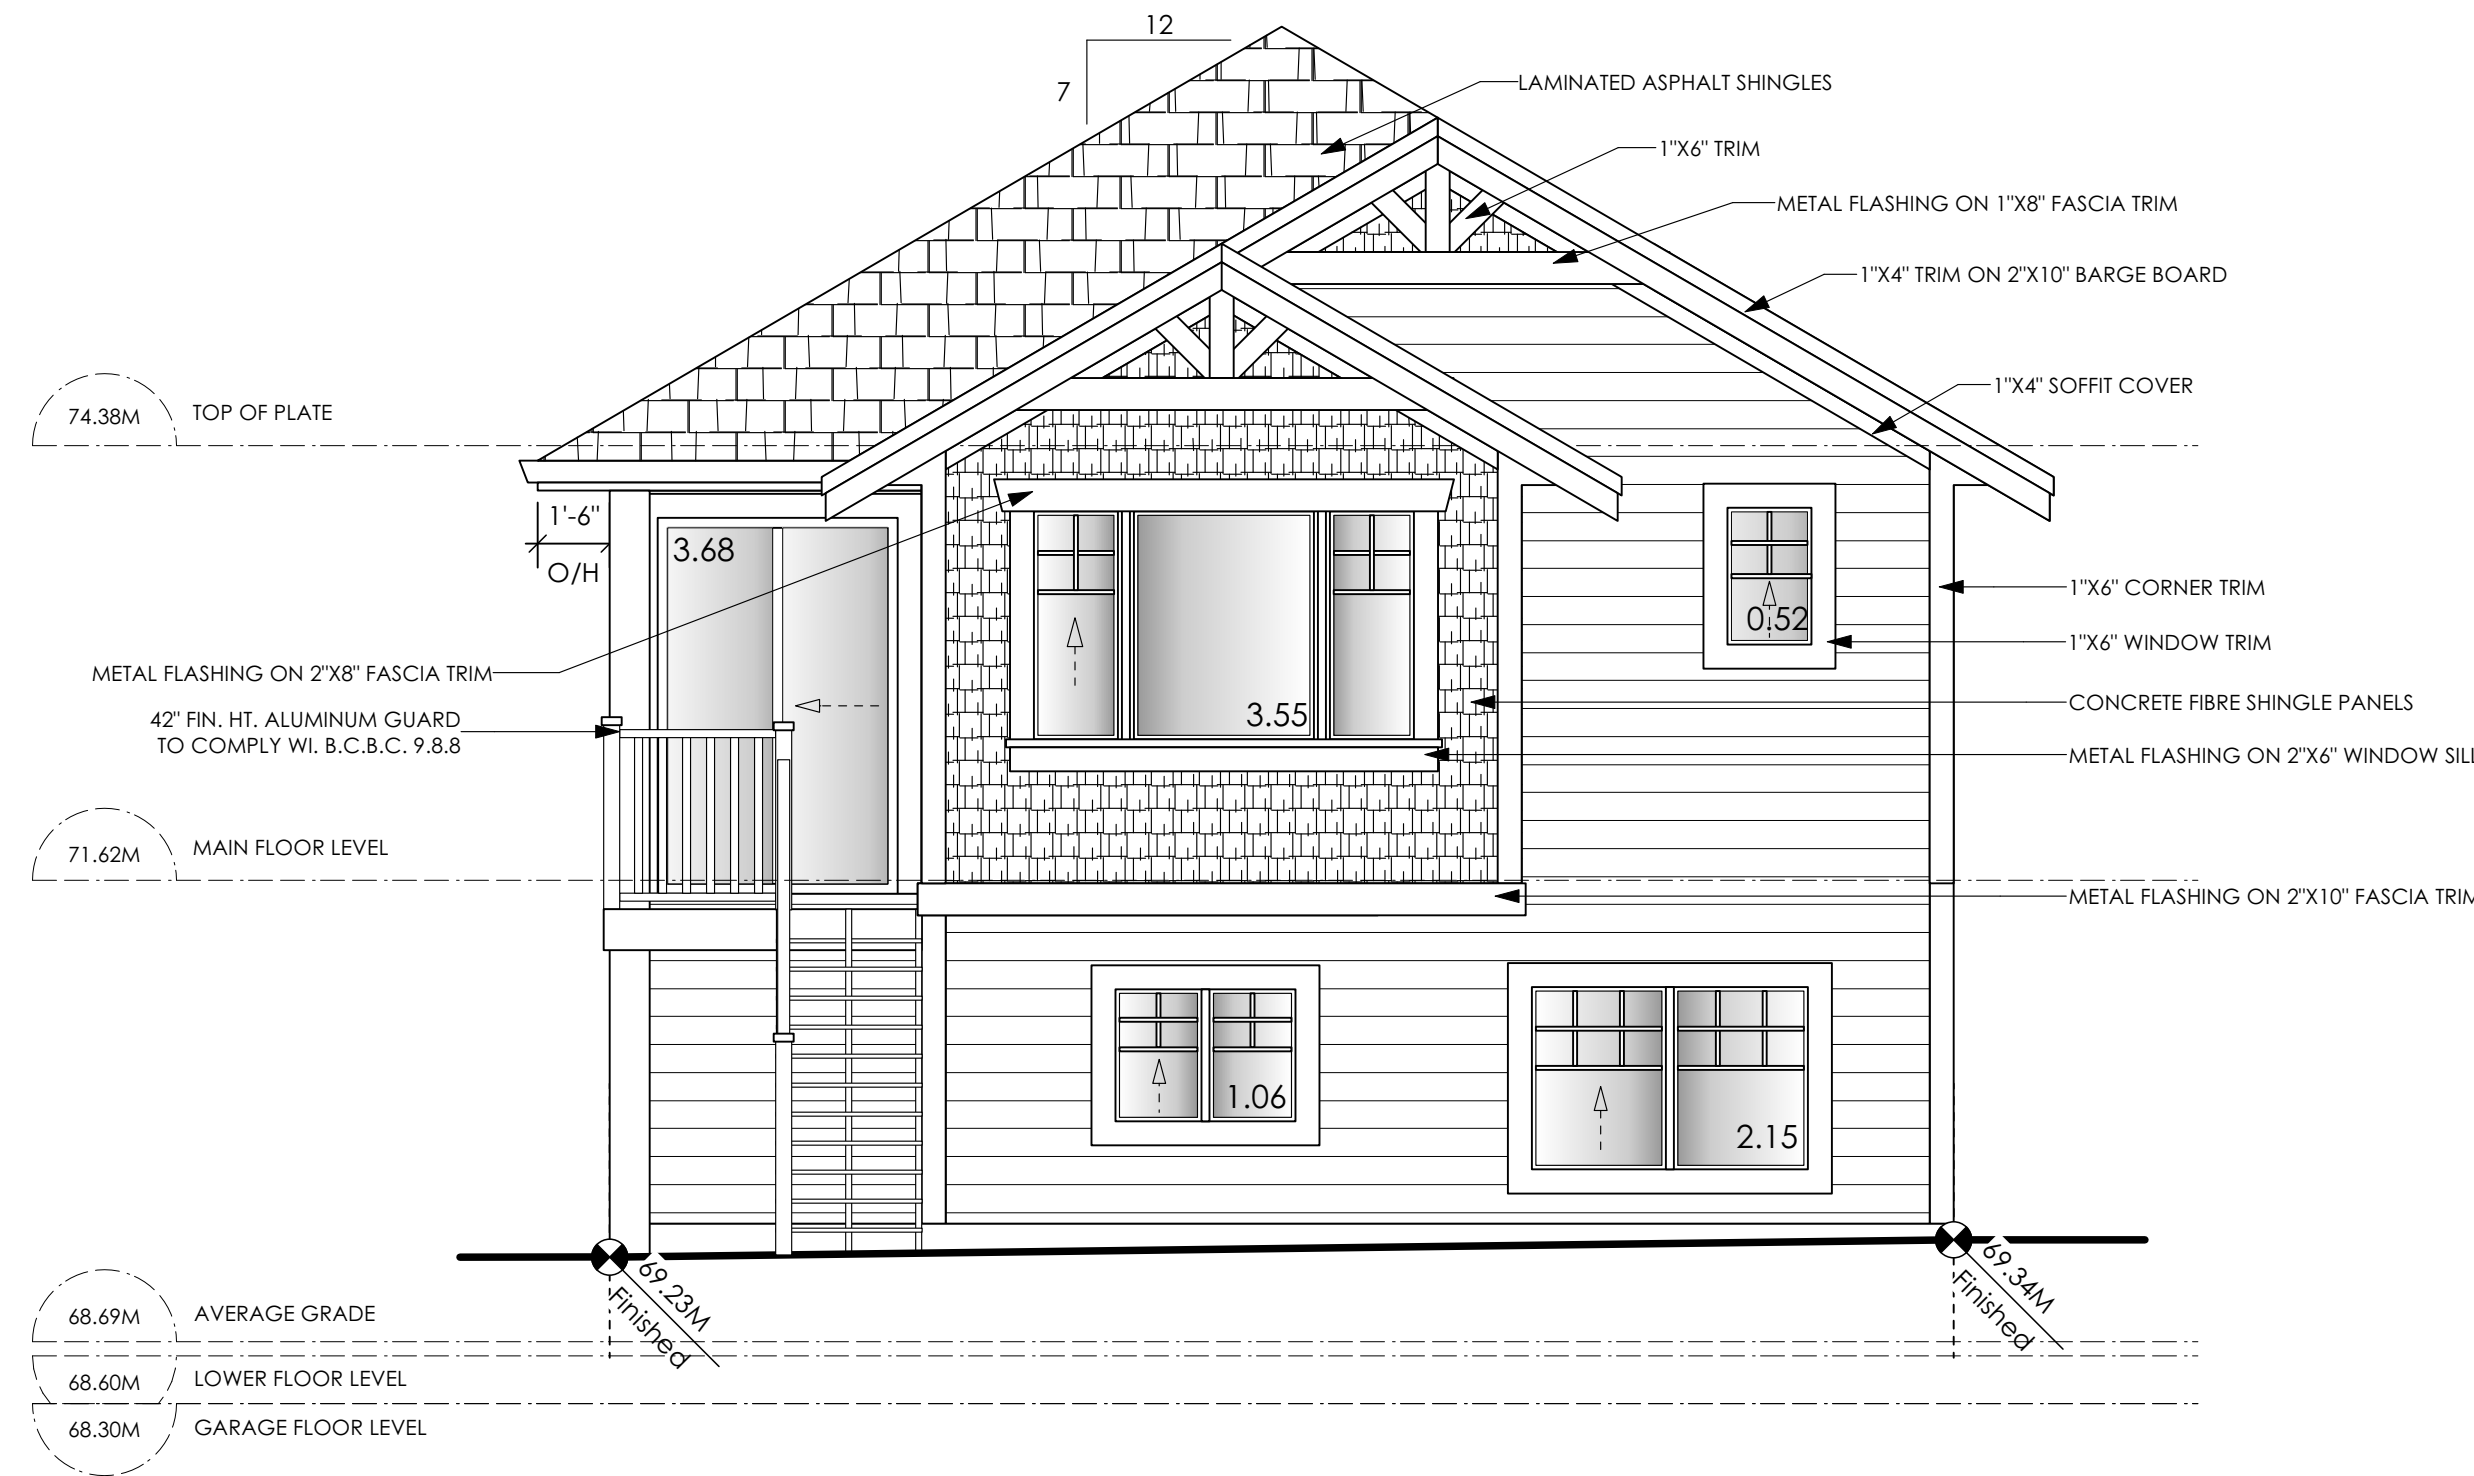 12
7
LAMINATED ASPHALT SHINGLES
1"X6" TRIM
METAL FLASHING ON 1"X8" FASCIA TRIM
1"X4" TRIM ON 2"X10" BARGE BOARD
1"X4" SOFFIT COVER
74.38M
TOP OF PLATE
1'-6"
O/H
3.68
0.52
1"X6" CORNER TRIM
1"X6" WINDOW TRIM
METAL FLASHING ON 2"X8" FASCIA TRIM
42" FIN. HT. ALUMINUM GUARD
TO COMPLY WI. B.C.B.C. 9.8.8
3.55
CONCRETE FIBRE SHINGLE PANELS
METAL FLASHING ON 2"X6" WINDOW SILL
71.62M
MAIN FLOOR LEVEL
METAL FLASHING ON 2"X10" FASCIA TRIM
1.06
2.15
69.23M
Finished
69.34M
Finished
68.69M
AVERAGE GRADE
68.60M
LOWER FLOOR LEVEL
68.30M
GARAGE FLOOR LEVEL